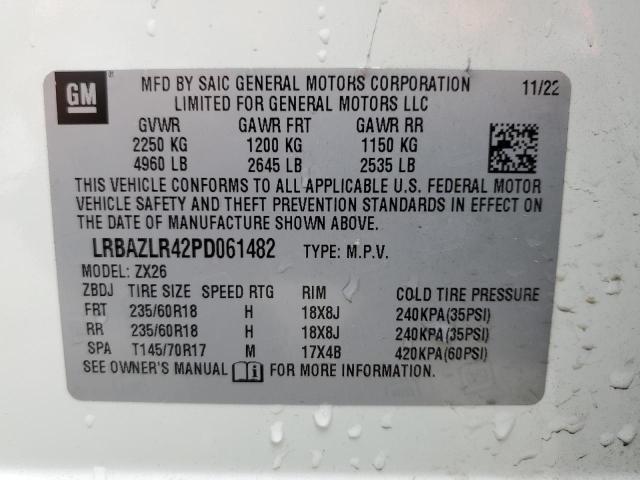 GM
MFD BY SAIC GENERAL MOTORS CORPORATION 11/22
LIMITED FOR GENERAL MOTORS LLC
GVWR GAWR FRT GAWR RR
2250 KG 1200 KG 1150 KG
4960 LB 2645 LB 2535 LB
THIS VEHICLE CONFORMS TO ALL APPLICABLE U.S. FEDERAL MOTOR
VEHICLE SAFETY AND THEFT PREVENTION STANDARDS IN EFFECT ON
THE DATE OF MANUFACTURE SHOWN ABOVE.
LRBAZLR42PD061482 TYPE: M.P.V.
MODEL: ZX26
ZBDJ TIRE SIZE SPEED RTG RIM COLD TIRE PRESSURE
FRT 235/60R18 H 18X8J 240KPA(35PSI)
RR 235/60R18 H 18X8J 240KPA(35PSI)
SPA T145/70R17 M 17X4B 420KPA(60PSI)
SEE OWNER'S MANUAL FOR MORE INFORMATION.